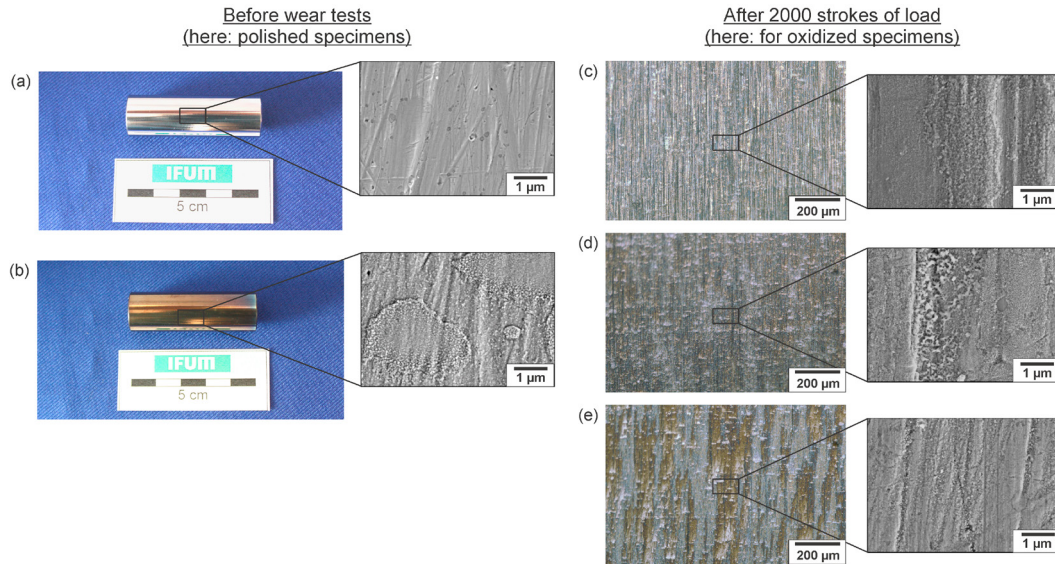 Before wear tests
(here: polished specimens)
After 2000 strokes of load
(here: for oxidized specimens)
(a)
IFUM
5 cm
1 µm
(b)
IFUM
5 cm
1 µm
(c)
200 µm
1 µm
(d)
200 µm
1 µm
(e)
200 µm
1 µm